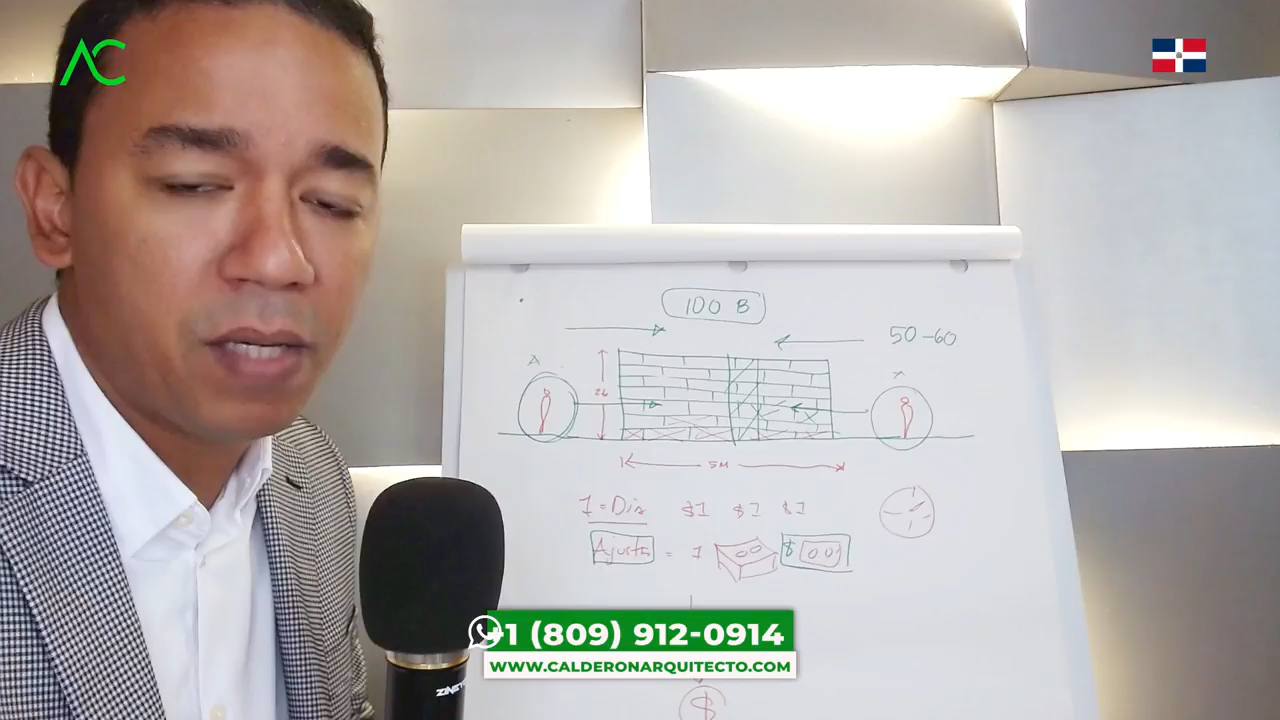 AC
100 B
50-60
A
5M
1 = Dia $1 $1 $1
Ajuste = 1 $ 00
+1 (809) 912-0914
WWW.CALDERONARQUITECTO.COM
$